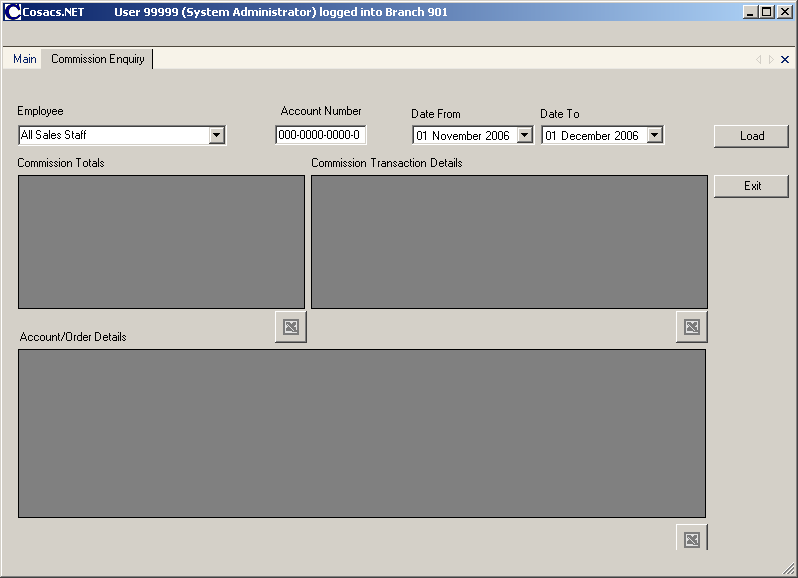 Cosacs.NET User 99999 (System Administrator) logged into Branch 901
Main Commission Enquiry
Employee Account Number Date From Date To
All Sales Staff 000-0000-0000-0 01 November 2006 01 December 2006 Load
Commission Totals Commission Transaction Details
Exit
Account/Order Details